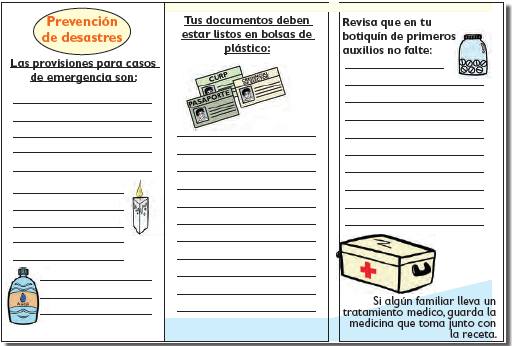 Prevención
de desastres
Las provisiones para casos
de emergencia son:
Agua
Tus documentos deben
estar listos en bolsas de
plástico:
CURP
PASAPORTE
Revisa que en tu
botiquín de primeros
auxilios no falte:
Si algún familiar lleva un
tratamiento medico, guarda la
medicina que toma junto con
la receta.